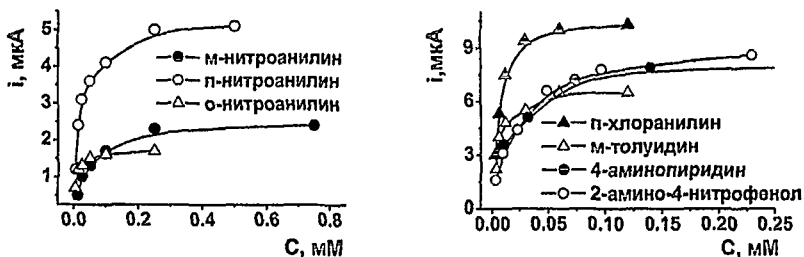 i, мкА
5
4
3
2
1
м-нитроанилин
п-нитроанилин
о-нитроанилин
0.0 0.2 0.4 0.6 0.8
C, мМ
i,мкА
9
6
3
0
п-хлоранилин
м-толуидин
4-аминопиридин
2-амино-4-нитрофенол
0.00 0.05 0.10 0.15 0.20 0.25
C, мМ